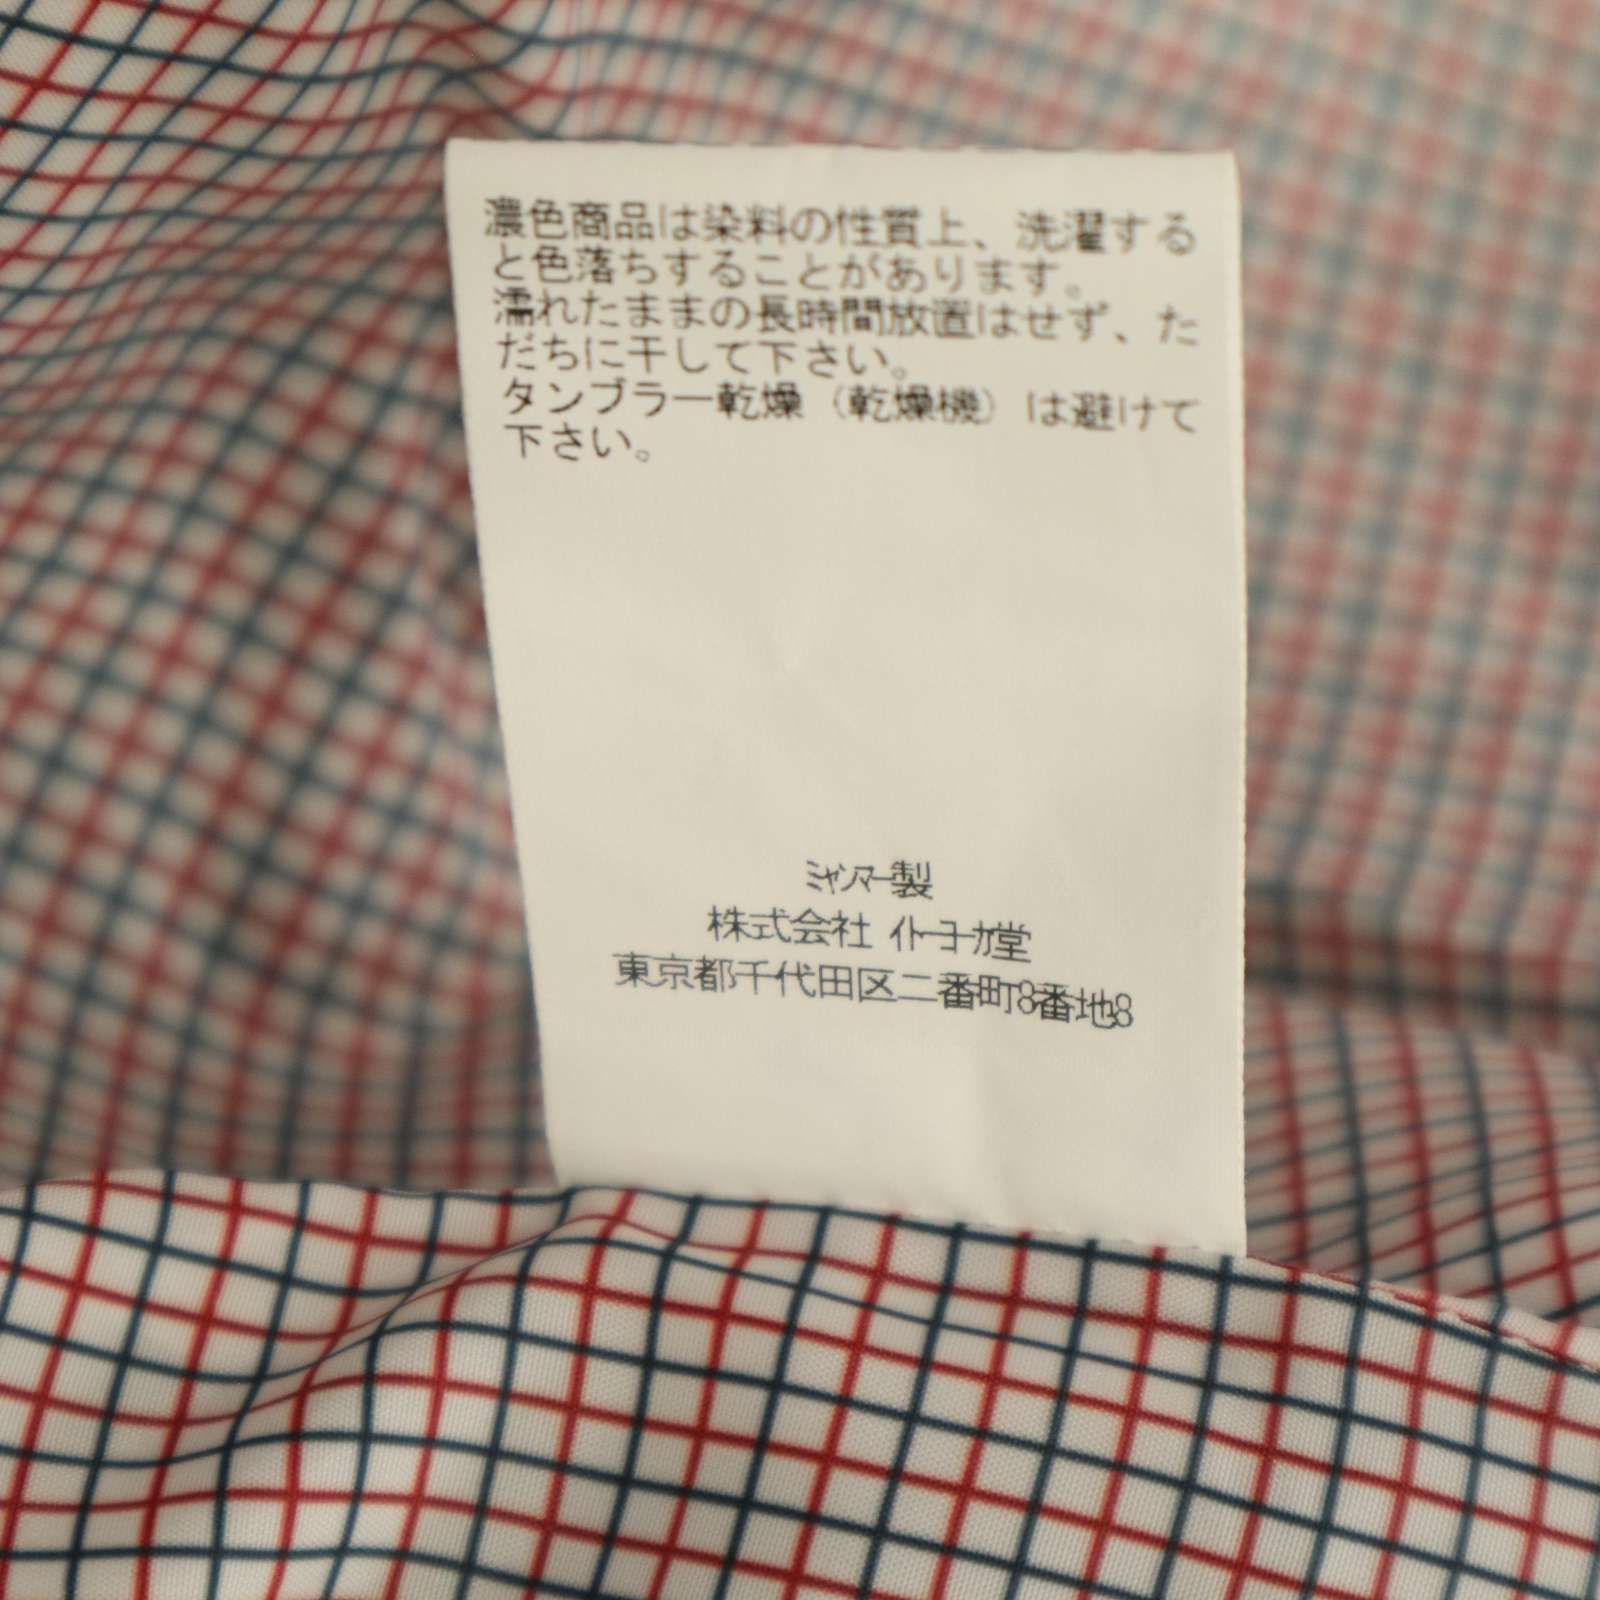 濃色商品は染料の性質上、洗濯する
と色落ちすることがあります。
濡れたままの長時間放置はせず、た
だちに干して下さい。
タンブラー乾燥（乾燥機）は避けて
下さい。
ﾐｬﾝﾏｰ製
株式会社 ｲﾄｰﾖｰｶ堂
東京都千代田区二番町8番地8